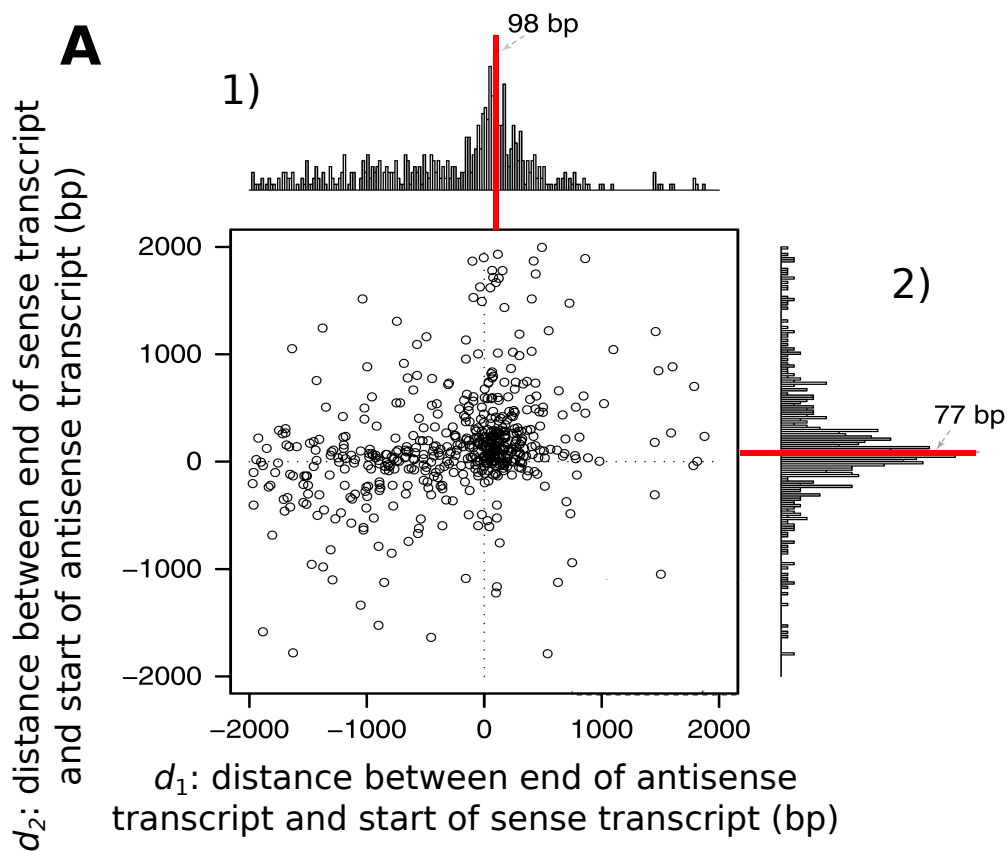 A
98 bp
1)
2000
1000
0
−1000
−2000
2)
77 bp
−2000 −1000 0 1000 2000
d1: distance between end of antisense
transcript and start of sense transcript (bp)
d2: distance between end of sense transcript
and start of antisense transcript (bp)